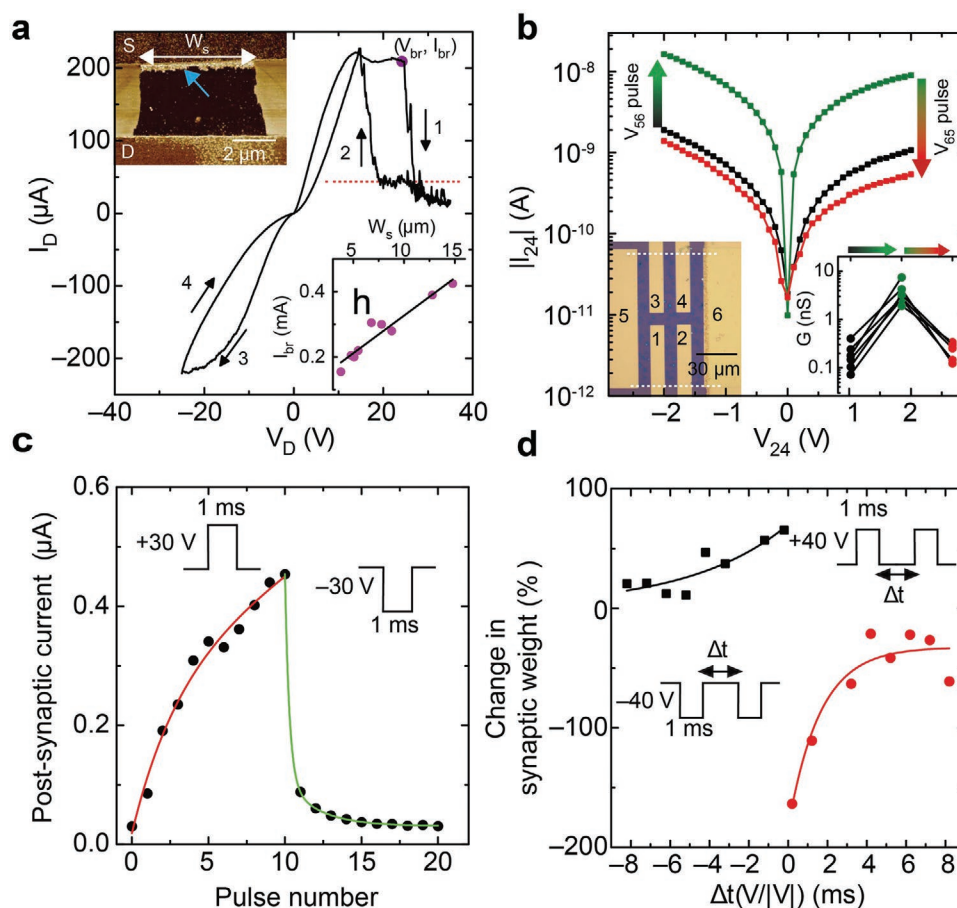 a
S
W_s
D
2 µm
(V_br, I_br)
1
2
3
4
I_D (µA)
200
100
0
−100
−200
−40
−20
0
20
40
V_D (V)
W_s (µm)
5
10
15
h
I_br (mA)
0.4
0.2
b
|I_24| (A)
10^-8
10^-9
10^-10
10^-11
10^-12
V_56 pulse
V_65 pulse
5
3
4
6
1
2
30 µm
G (nS)
10
1
0.1
−2
−1
0
1
2
V_24 (V)
c
Post-synaptic current (µA)
0.6
0.4
0.2
0.0
1 ms
+30 V
−30 V
1 ms
0
5
10
15
20
Pulse number
d
Change in
synaptic weight (%)
100
0
−100
−200
1 ms
+40 V
Δt
Δt
−40 V
1 ms
−8
−6
−4
−2
0
2
4
6
8
Δt(V/|V|) (ms)